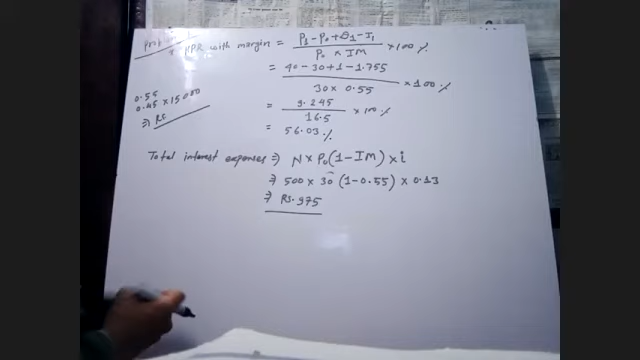 * HPR with margin = P1 - P0 + D1 - I1 / P0 × IM × 100 %
= 40 - 30 + 1 - 1.755 / 30 × 0.55 × 100 %
= 9.245 / 16.5 × 100 %
= 56.03 %
0.55
0.45 × 15000
⇒ Rs
Total interest expenses ⇒ N × P0 (1 - IM) × i
⇒ 500 × 30 (1 - 0.55) × 0.13
⇒ Rs. 975